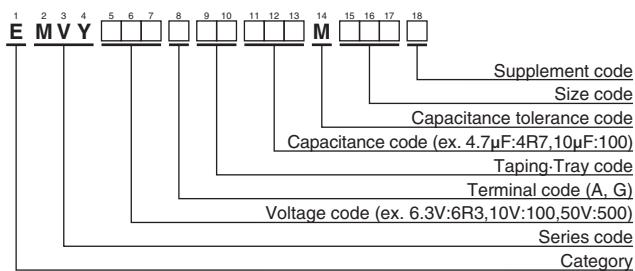 1 2 3 4 5 6 7 8 9 10 11 12 13 14 15 16 17 18
E M V Y M
Supplement code
Size code
Capacitance tolerance code
Capacitance code (ex. 4.7µF:4R7,10µF:100)
Taping·Tray code
Terminal code (A, G)
Voltage code (ex. 6.3V:6R3,10V:100,50V:500)
Series code
Category